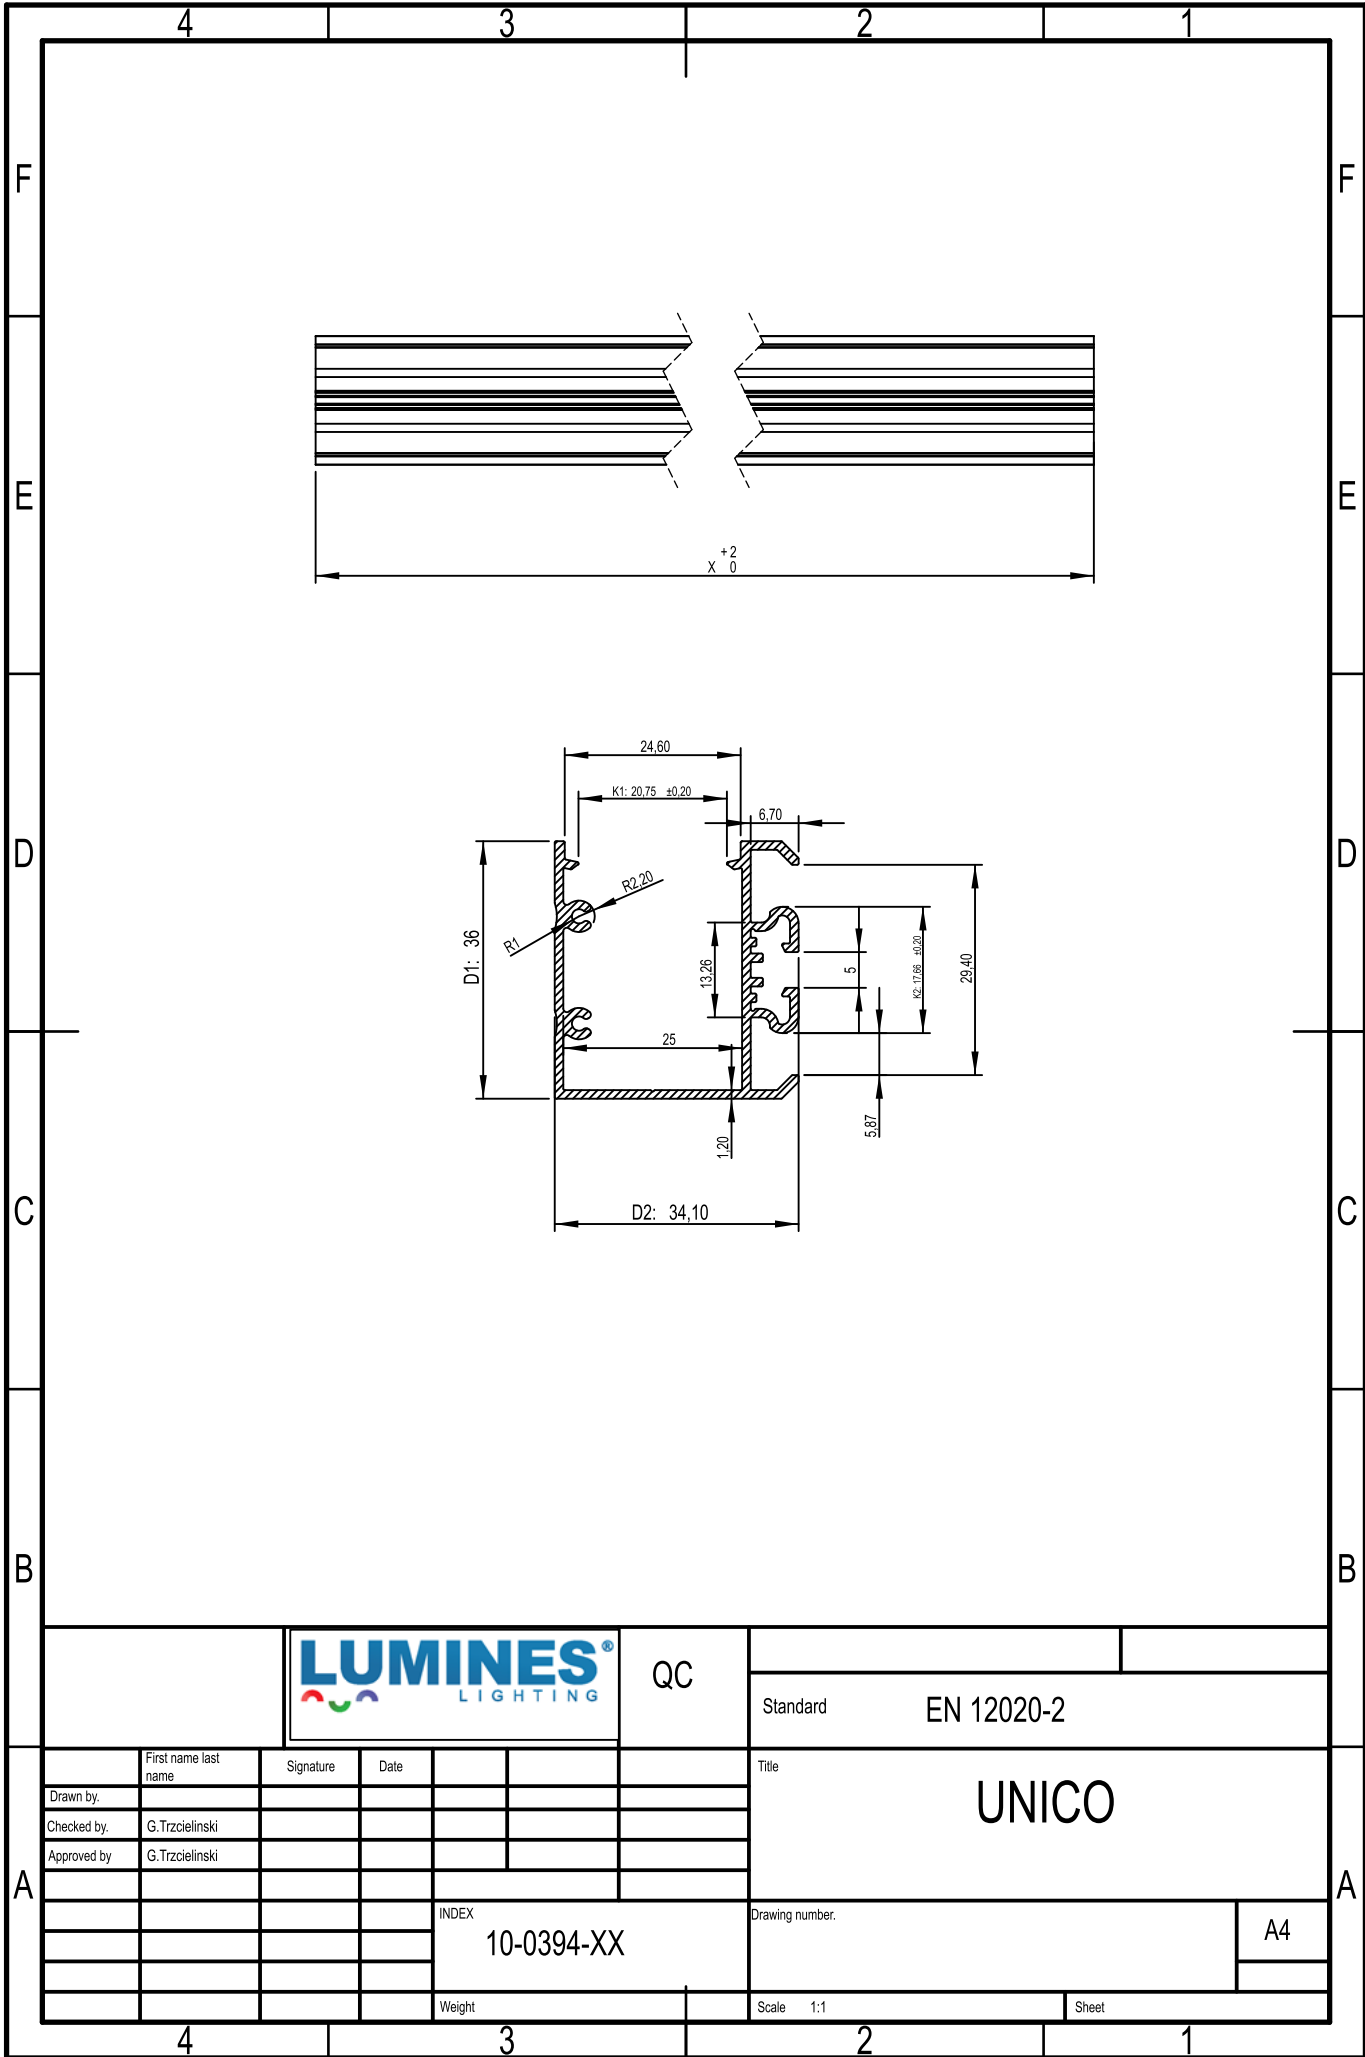 4 3 2 1
F F
E E
+2
X 0
24,60
K1: 20,75 ±0,20
6,70
D D
R2,20
R1
D1: 36
13,26
5
K2: 17,66 ±0,20
29,40
25
5,87
1,20
C C
D2: 34,10
B B
LUMINES®
LIGHTING
QC
Standard EN 12020-2
First name last
name
Signature
Date
Title
UNICO
Drawn by.
Checked by. G.Trzcielinski
Approved by G.Trzcielinski
A A
INDEX
10-0394-XX
Drawing number.
A4
Weight
Scale 1:1
Sheet
4 3 2 1